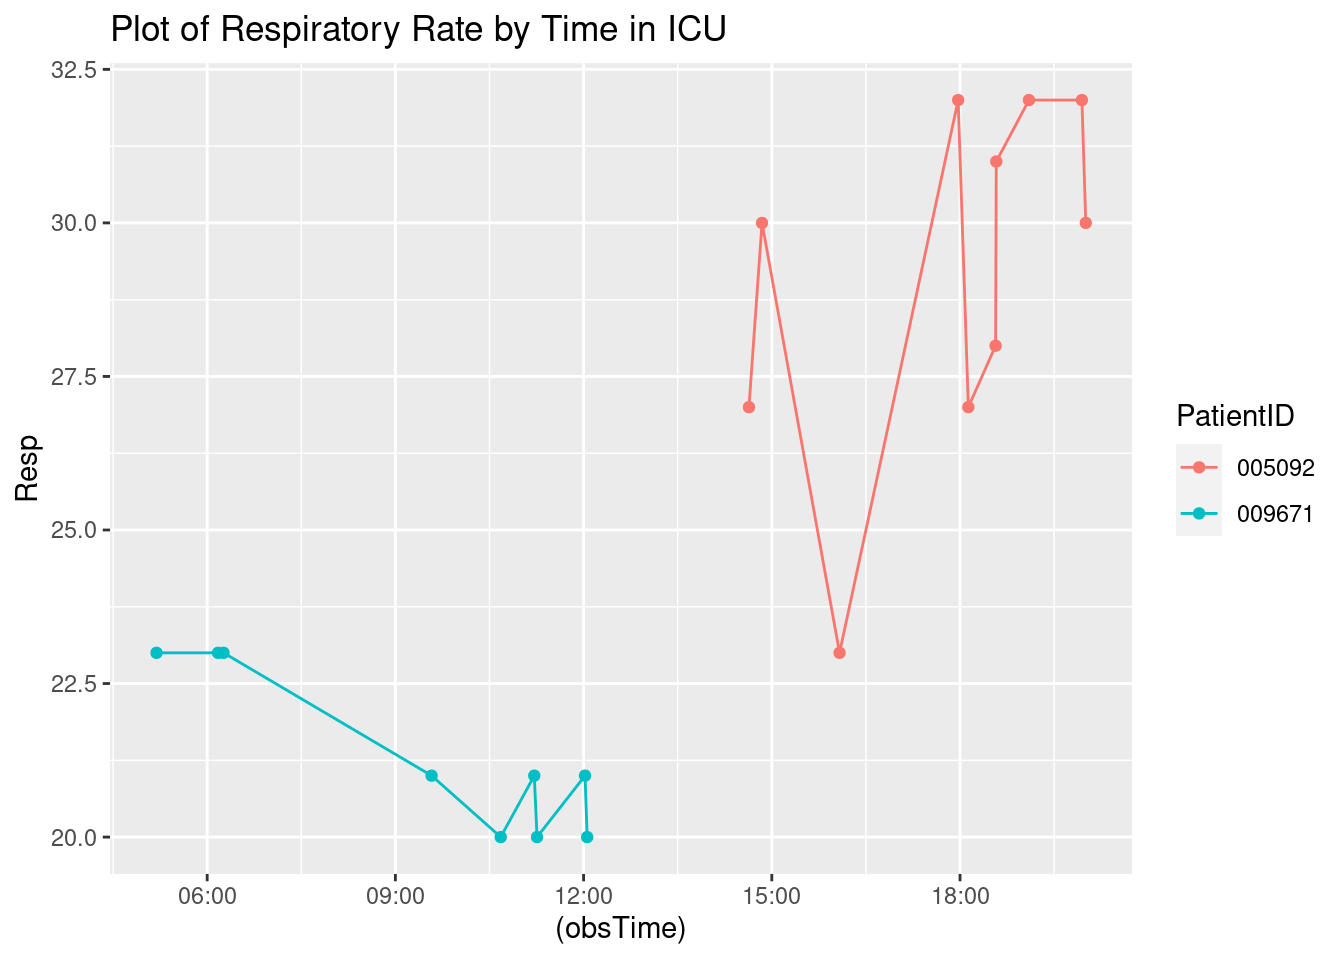 Plot of Respiratory Rate by Time in ICU
32.5
30.0
27.5
25.0
22.5
20.0
Resp
06:00 09:00 12:00 15:00 18:00
(obsTime)
PatientID
005092
009671